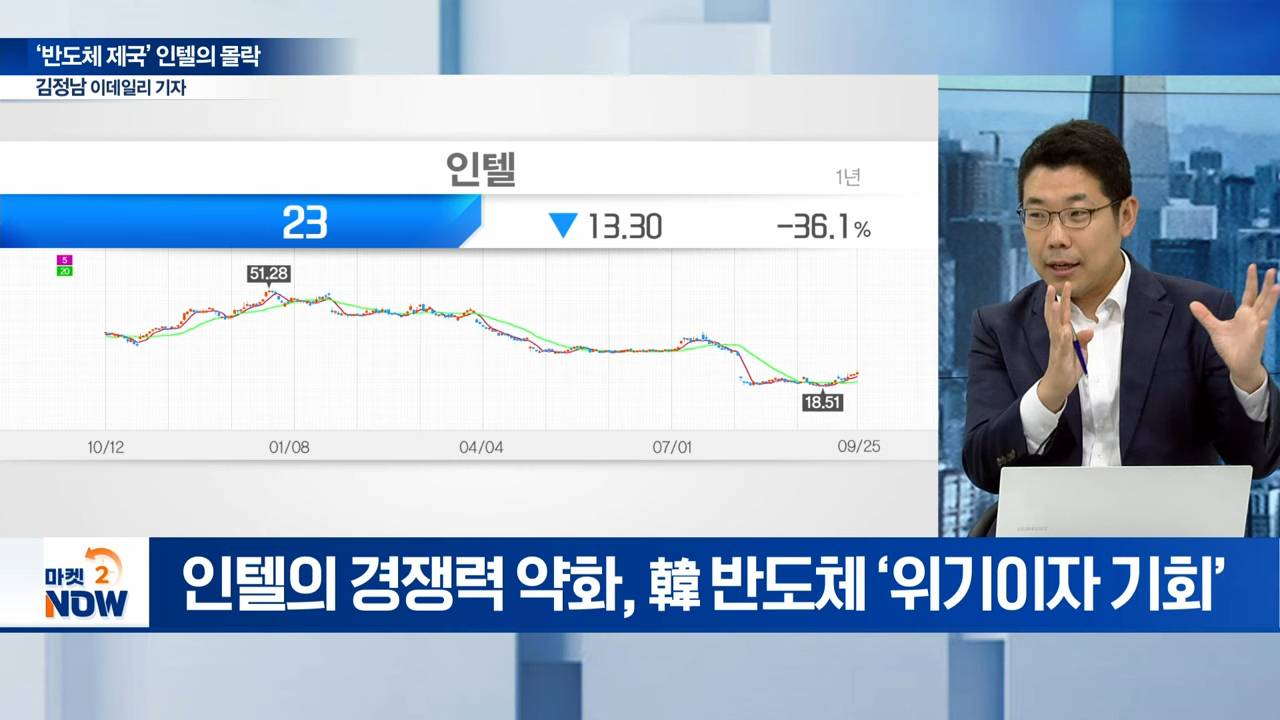 ‘반도체 제국’ 인텔의 몰락
김정남 이데일리 기자
인텔
1년
23
▼ 13.30
-36.1%
5
20
51.28
18.51
10/12
01/08
04/04
07/01
09/25
마켓 2
NOW
인텔의 경쟁력 약화, 韓 반도체 ‘위기이자 기회’